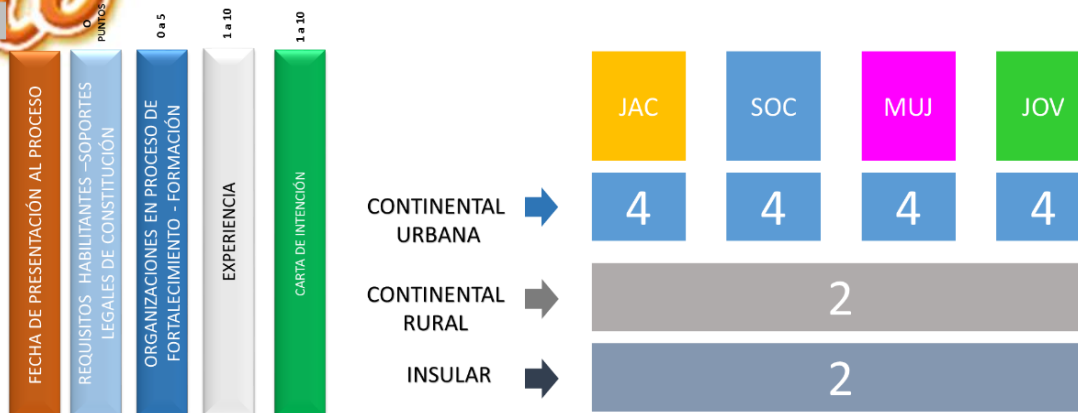 0
PUNTOS
0 a 5
1 a 10
1 a 10
FECHA DE PRESENTACIÓN AL PROCESO
REQUISITOS HABILITANTES –SOPORTES
LEGALES DE CONSTITUCIÓN
ORGANIZACIONES EN PROCESO DE
FORTALECIMIENTO - FORMACIÓN
EXPERIENCIA
CARTA DE INTENCIÓN
JAC
SOC
MUJ
JOV
CONTINENTAL
URBANA
4
4
4
4
CONTINENTAL
RURAL
2
INSULAR
2